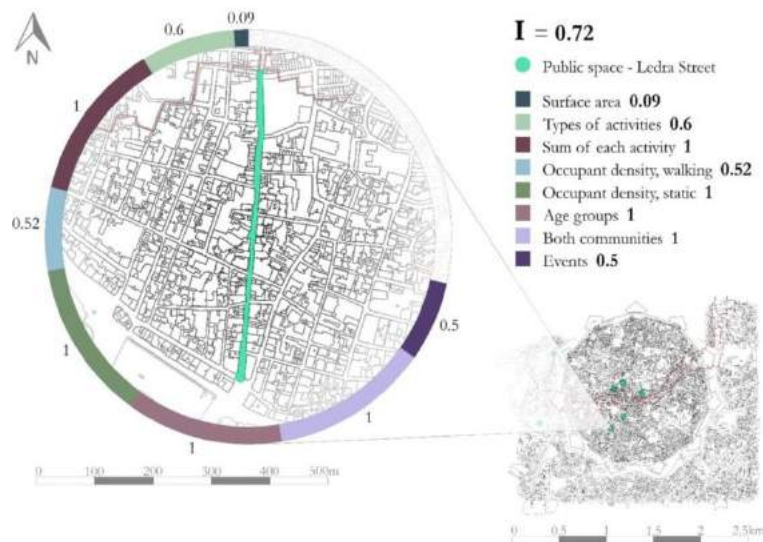 N
0.6
0.09
1
0.52
1
1
1
0.5
0 100 200 300 400 500m
I = 0.72
Public space - Ledra Street
Surface area 0.09
Types of activities 0.6
Sum of each activity 1
Occupant density, walking 0.52
Occupant density, static 1
Age groups 1
Both communities 1
Events 0.5
0 0.5 1 1.5 2 2.5km